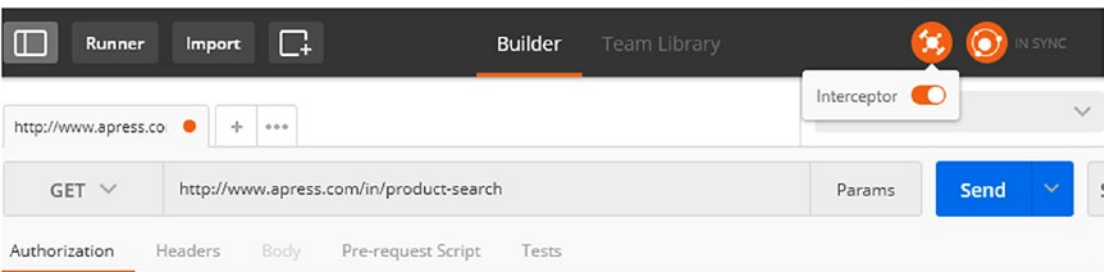 Runner Import Builder Team Library IN SYNC
Interceptor
http://www.apress.co
GET http://www.apress.com/in/product-search Params Send
Authorization Headers Body Pre-request Script Tests